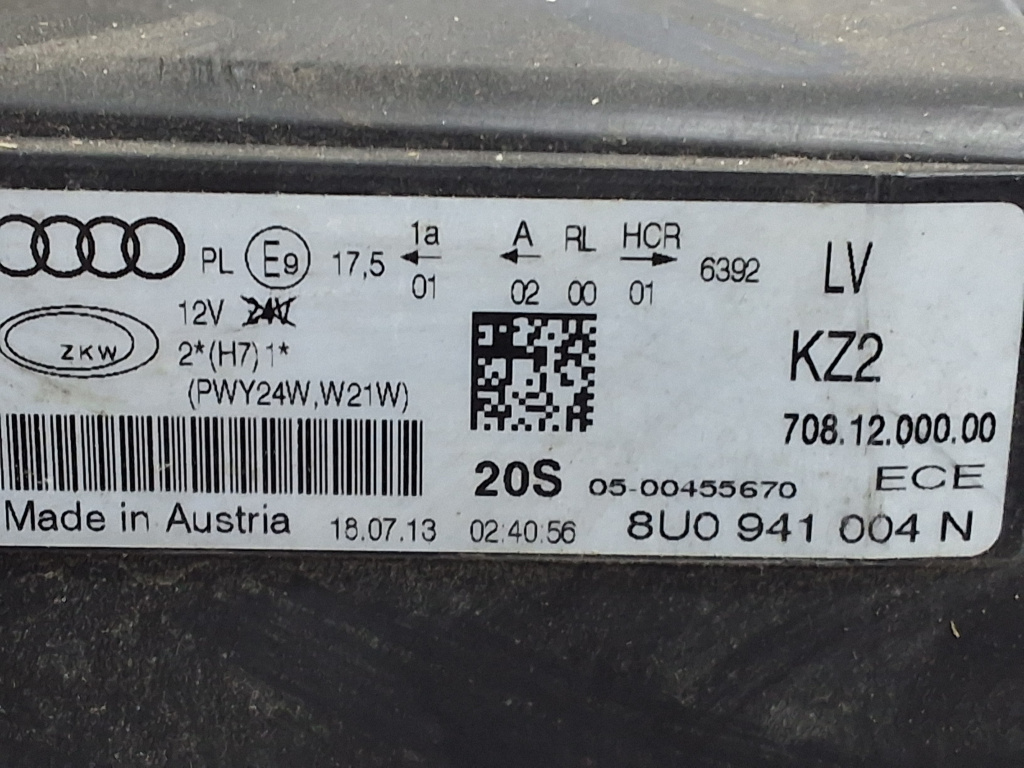 PL E9 17,5 1a 01 A 02 RL 00 HCR 01 6392 LV
12V 24V
ZKW 2*(H7)1* KZ2
(PWY24W,W21W)
708.12.000.00
20S 05-00455670 ECE
Made in Austria 18.07.13 02:40:56 8U0 941 004 N